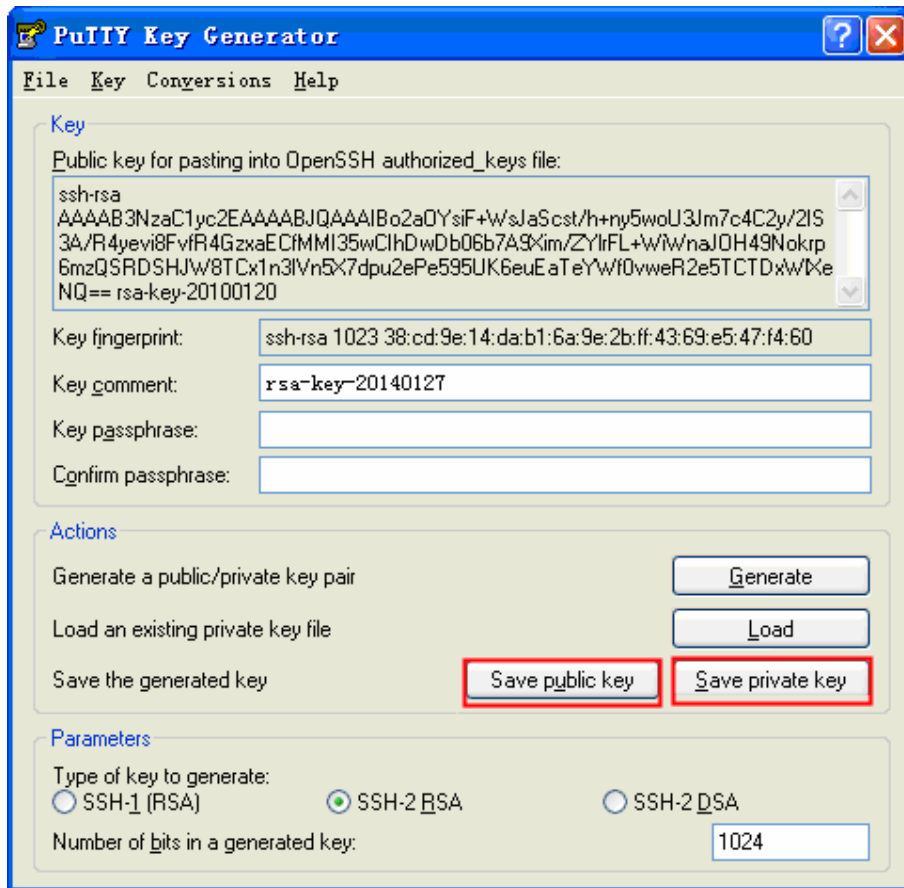 PuTTY Key Generator
File Key Conversions Help
Key
Public key for pasting into OpenSSH authorized_keys file:
ssh-rsa
AAAAB3NzaC1yc2EAAAABJQAAAIBo2aOYsiF+WsJaScst/h+ny5woU3Jm7c4C2y/2IS
3A/R4yevi8FvfR4GzxaECfMMI35wClhDwDb06b7A9Xim/ZYIrFL+WiWnaJOH49Nokrp
6mzQSRDSHJW8TCx1n3lVn5X7dpu2ePe595UK6euEaTeYWf0vweR2e5TCTDxWlXe
NQ== rsa-key-20100120
Key fingerprint: ssh-rsa 1023 38:cd:9e:14:da:b1:6a:9e:2b:ff:43:69:e5:47:f4:60
Key comment: rsa-key-20140127
Key passphrase:
Confirm passphrase:
Actions
Generate a public/private key pair Generate
Load an existing private key file Load
Save the generated key Save public key Save private key
Parameters
Type of key to generate:
SSH-1 (RSA) SSH-2 RSA SSH-2 DSA
Number of bits in a generated key: 1024